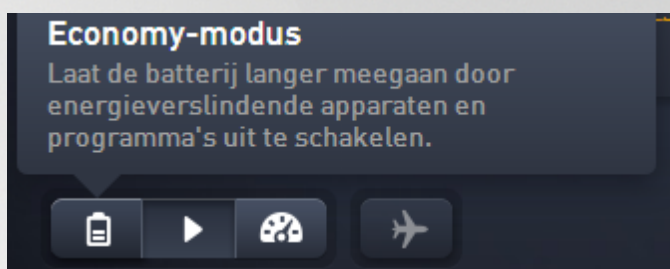 Economy-modus
Laat de batterij langer meegaan door
energieverslindende apparaten en
programma's uit te schakelen.